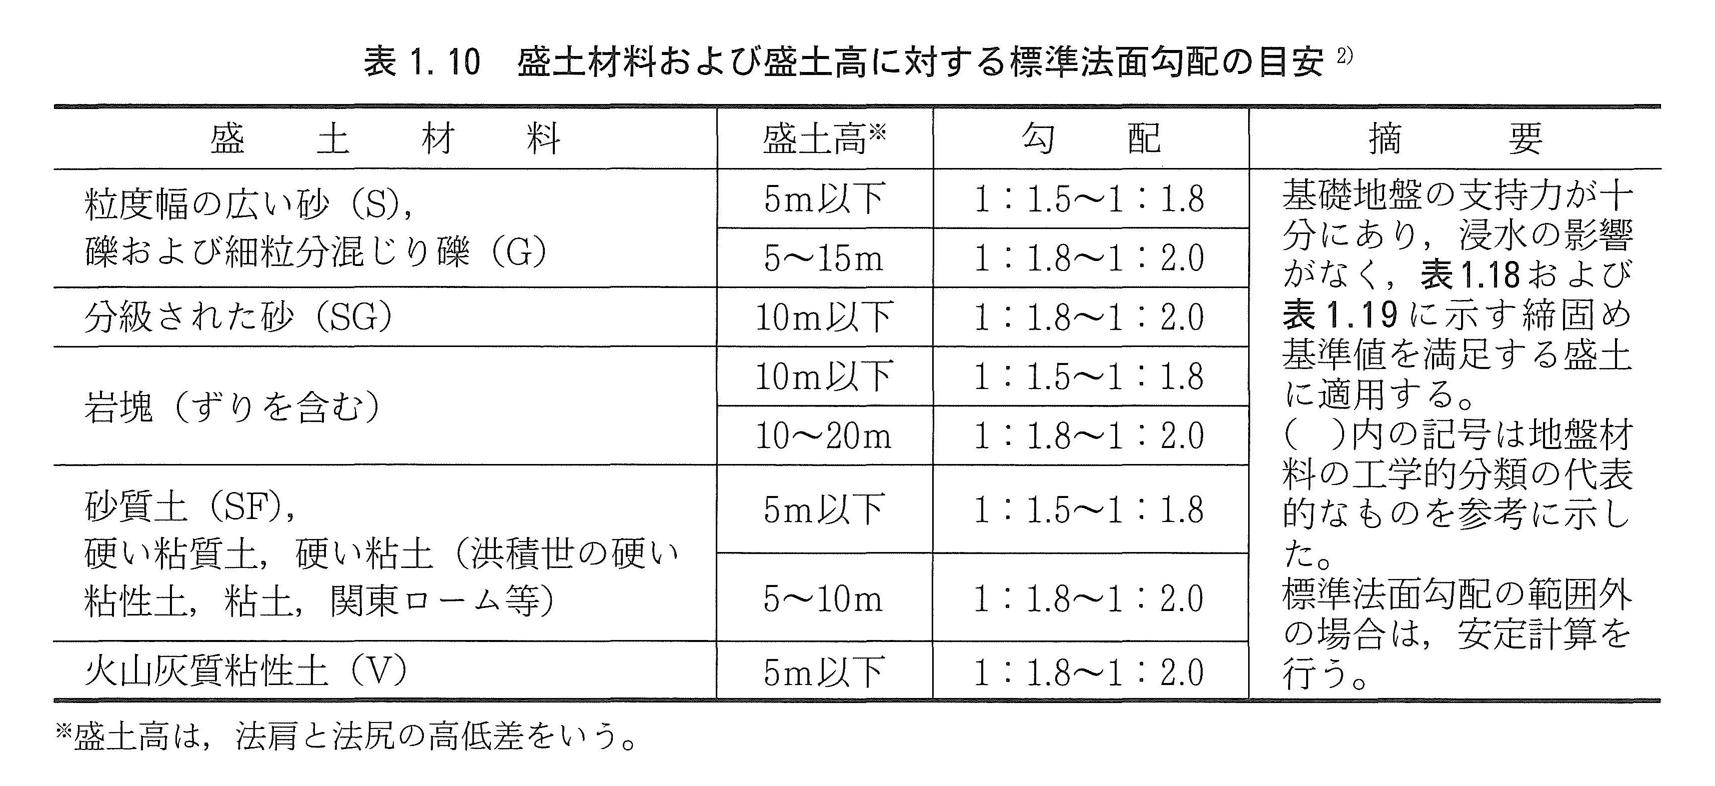 表 1.10 盛土材料および盛土高に対する標準法面勾配の目安 2)
盛土材料 盛土高※ 勾配 摘要
粒度幅の広い砂（S），
礫および細粒分混じり礫（G）
5m以下 1：1.5〜1：1.8
5〜15m 1：1.8〜1：2.0
分級された砂（SG） 10m以下 1：1.8〜1：2.0
岩塊（ずりを含む）
10m以下 1：1.5〜1：1.8
10〜20m 1：1.8〜1：2.0
砂質土（SF），
硬い粘質土，硬い粘土（洪積世の硬い
粘性土，粘土，関東ローム等）
5m以下 1：1.5〜1：1.8
5〜10m 1：1.8〜1：2.0
火山灰質粘性土（V） 5m以下 1：1.8〜1：2.0
基礎地盤の支持力が十
分にあり，浸水の影響
がなく，表1.18および
表1.19に示す締固め
基準値を満足する盛土
に適用する。
(　)内の記号は地盤材
料の工学的分類の代表
的なものを参考に示し
た。
標準法面勾配の範囲外
の場合は，安定計算を
行う。
※盛土高は，法肩と法尻の高低差をいう。